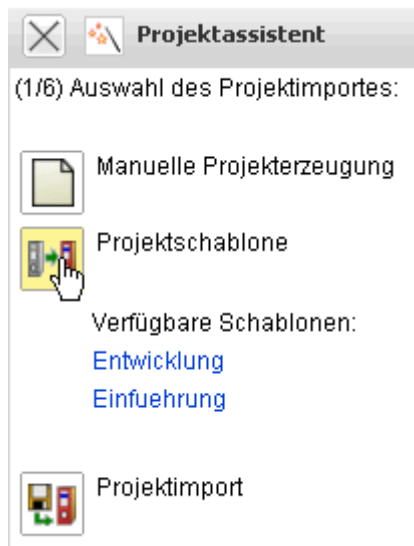 Projektassistent
(1/6) Auswahl des Projektimportes:
Manuelle Projekterzeugung
Projektschablone
Verfügbare Schablonen:
Entwicklung
Einfuehrung
Projektimport